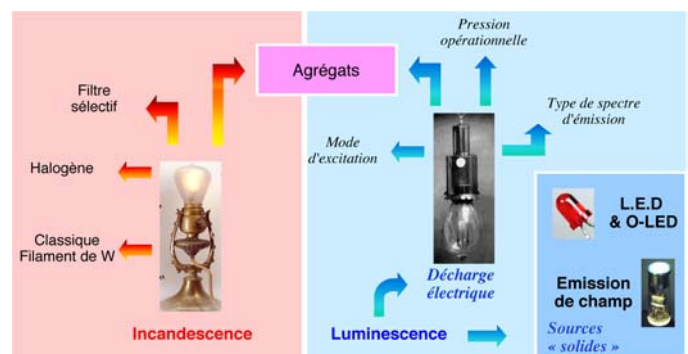 Filtre
sélectif
Halogène
Classique
Filament de W
Incandescence
Agrégats
Pression
opérationnelle
Mode
d'excitation
Type de spectre
d'émission
Décharge
électrique
Luminescence
L.E.D
& O-LED
Emission
de champ
Sources
« solides »